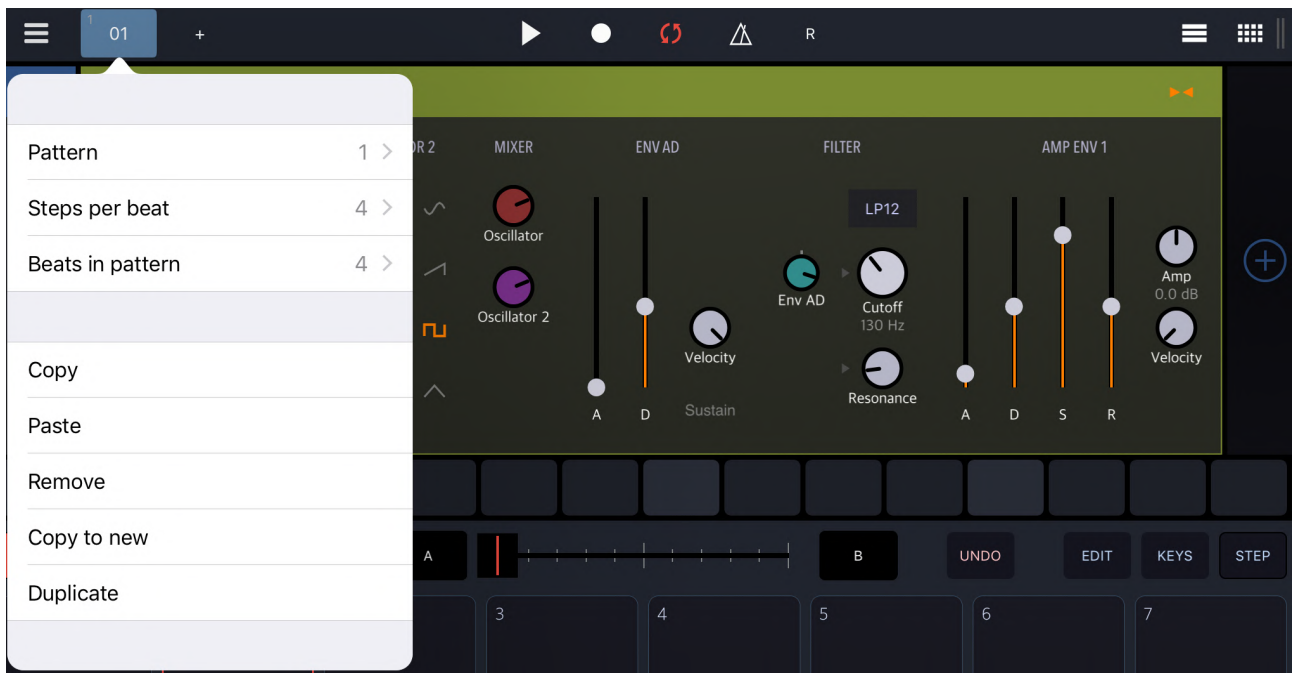 1
01
+
R
Pattern 1 >
Steps per beat 4 >
Beats in pattern 4 >
Copy
Paste
Remove
Copy to new
Duplicate
OR 2
MIXER
ENV AD
FILTER
AMP ENV 1
Oscillator
Oscillator 2
A
D
Velocity
Sustain
LP12
Env AD
Cutoff
130 Hz
Resonance
A
D
S
R
Amp
0.0 dB
Velocity
A
B
UNDO
EDIT
KEYS
STEP
3
4
5
6
7